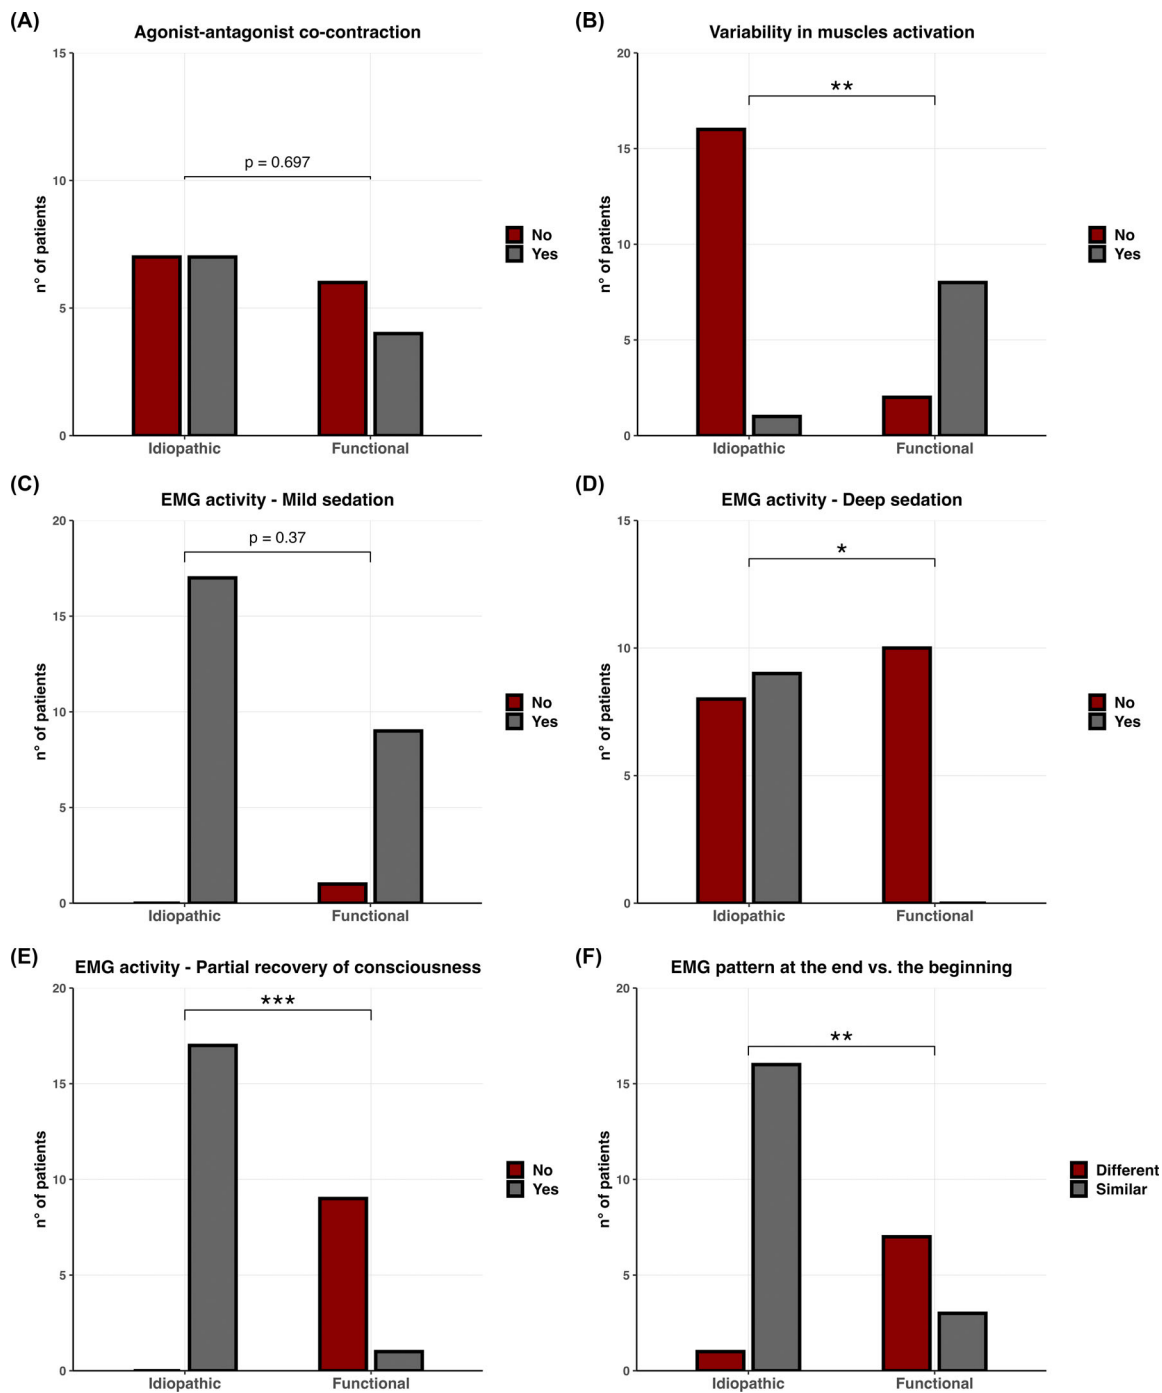 (A)
Agonist-antagonist co-contraction
15
10
5
0
n° of patients
p = 0.697
Idiopathic
Functional
No
Yes
(B)
Variability in muscles activation
20
15
10
5
0
n° of patients
**
Idiopathic
Functional
No
Yes
(C)
EMG activity - Mild sedation
20
15
10
5
0
n° of patients
p = 0.37
Idiopathic
Functional
No
Yes
(D)
EMG activity - Deep sedation
15
10
5
0
n° of patients
*
Idiopathic
Functional
No
Yes
(E)
EMG activity - Partial recovery of consciousness
20
15
10
5
0
n° of patients
***
Idiopathic
Functional
No
Yes
(F)
EMG pattern at the end vs. the beginning
20
15
10
5
0
n° of patients
**
Idiopathic
Functional
Different
Similar